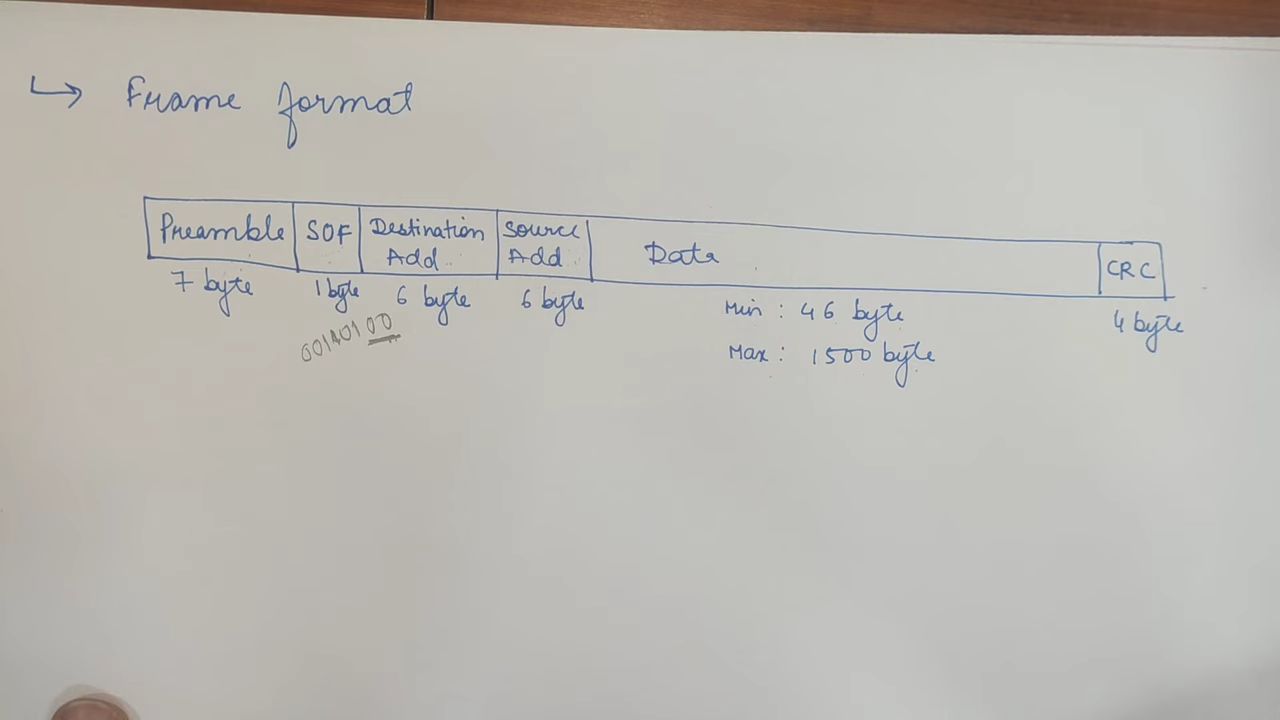 ↳ Frame format
Preamble SOF Destination Add Source Add Data CRC
7 byte 1 byte 6 byte 6 byte Min : 46 byte 4 byte
Max : 1500 byte